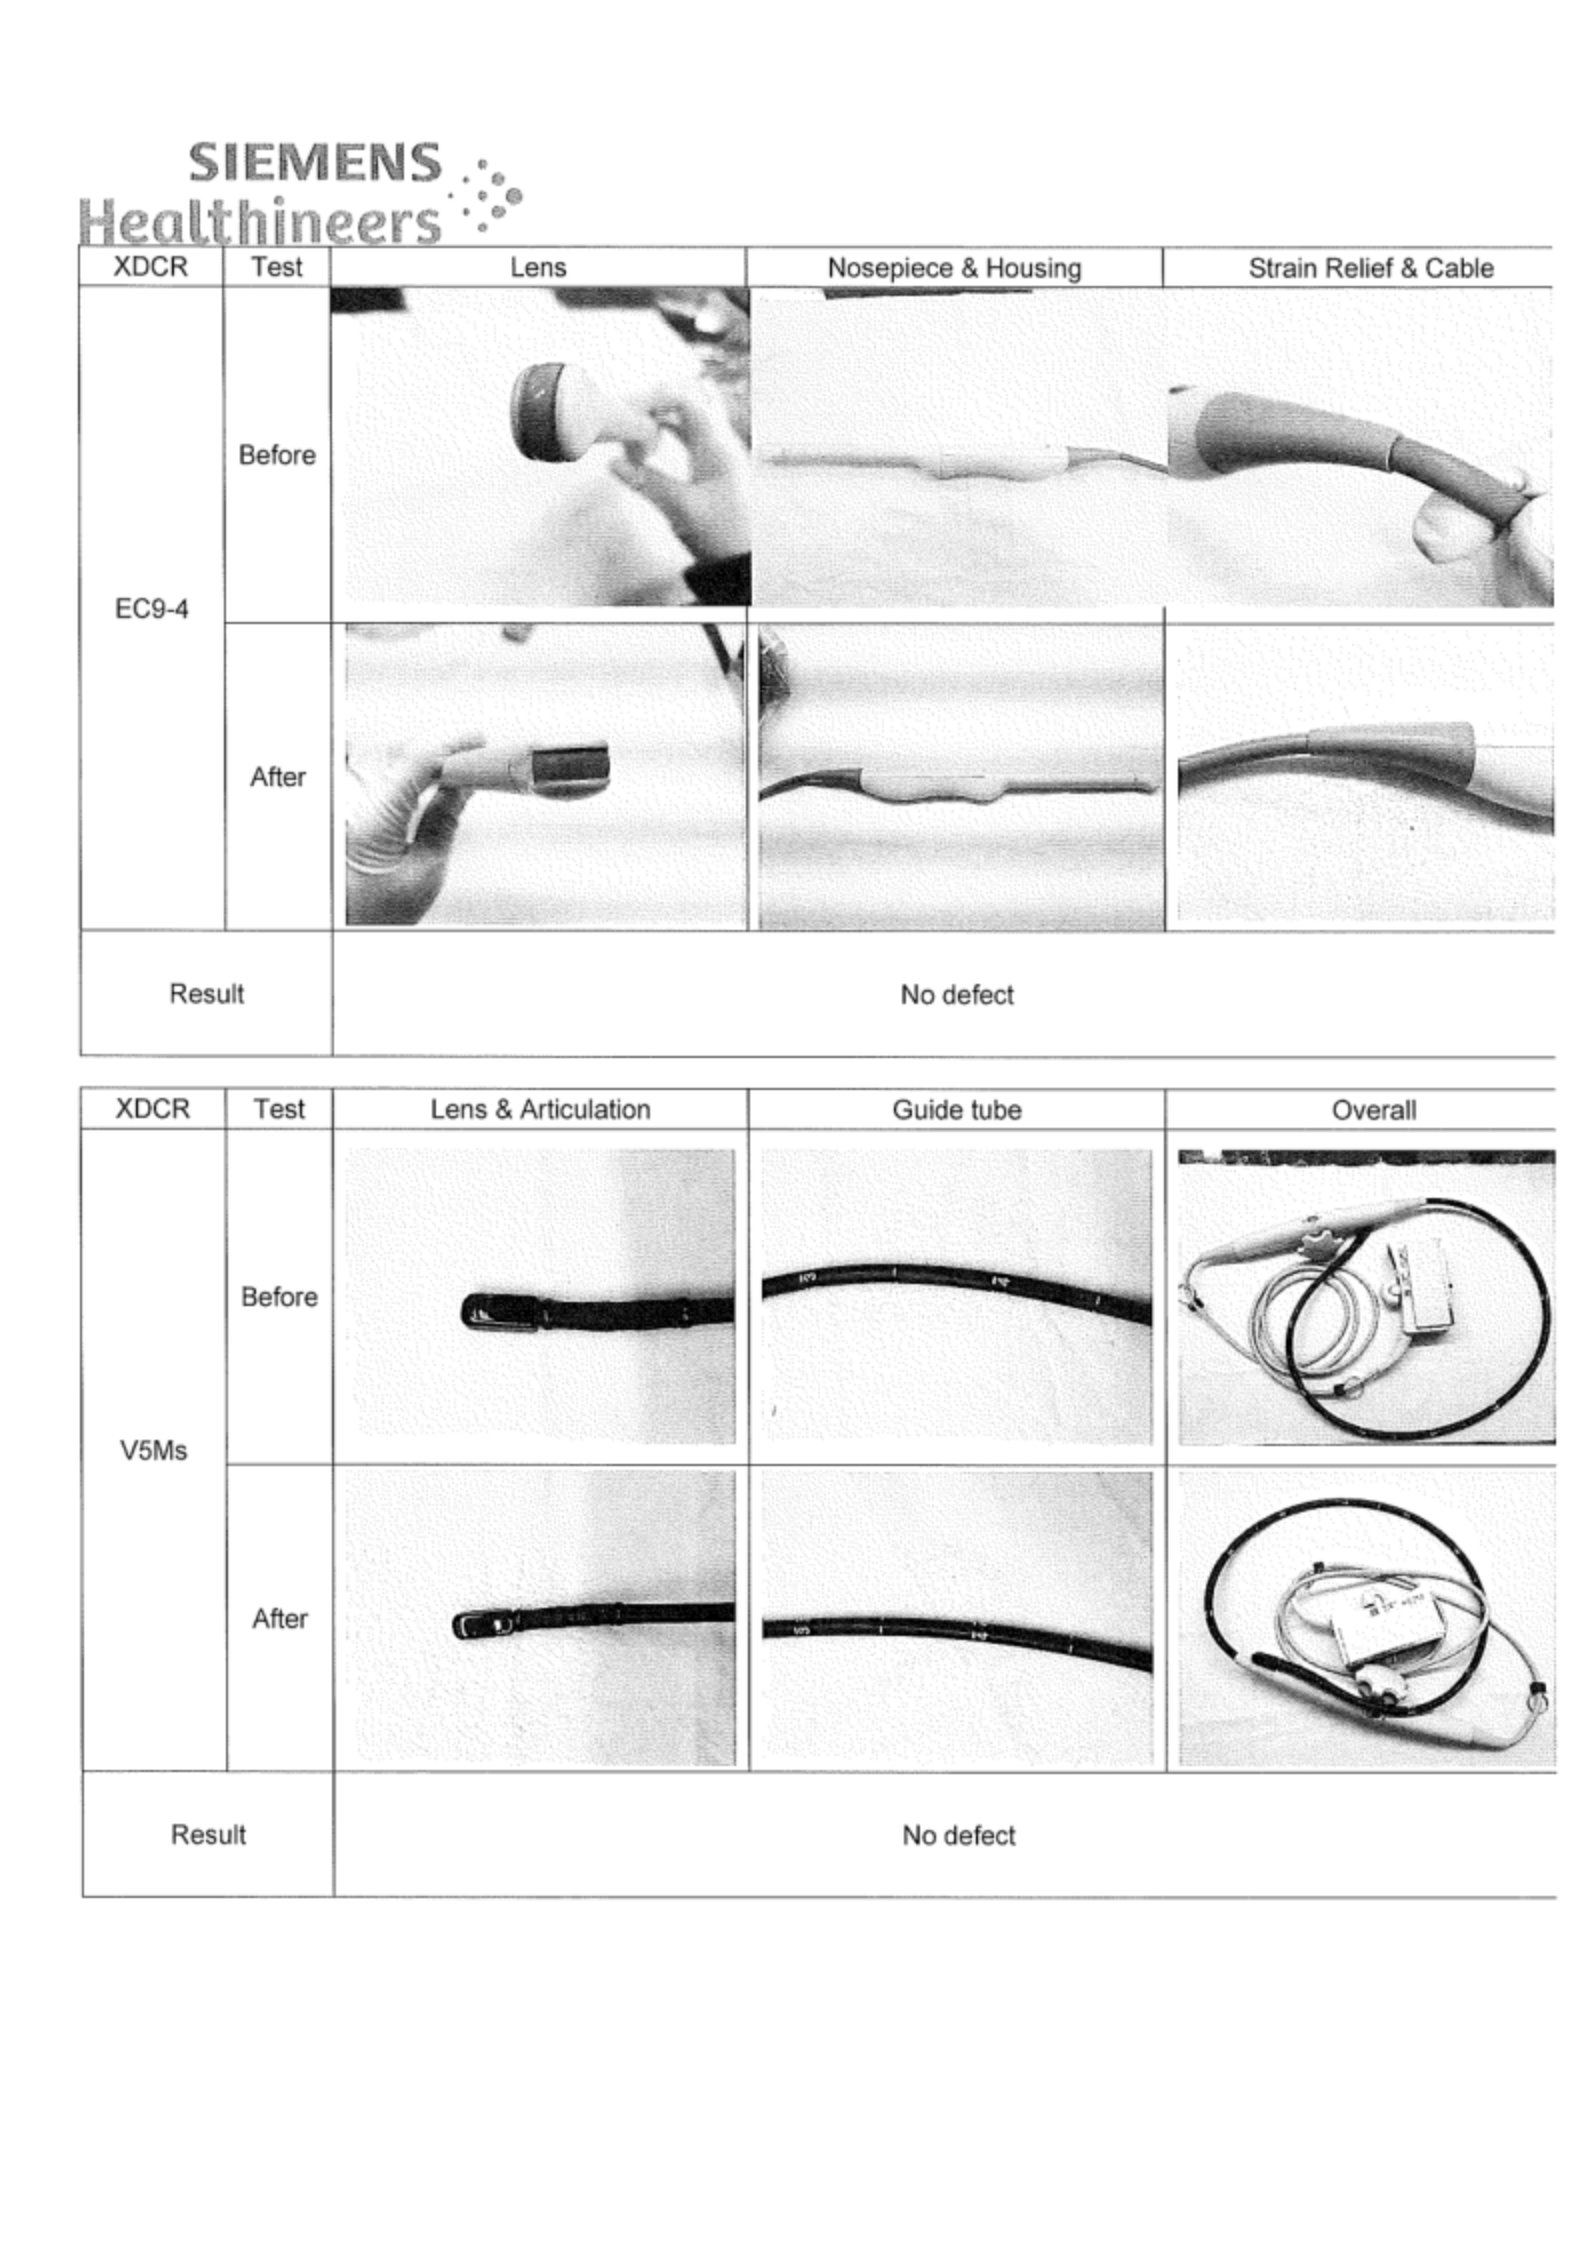 SIEMENS
Healthineers
XDCR Test Lens Nosepiece & Housing Strain Relief & Cable
Before
EC9-4
After
Result No defect
XDCR Test Lens & Articulation Guide tube Overall
Before
V5Ms
After
Result No defect